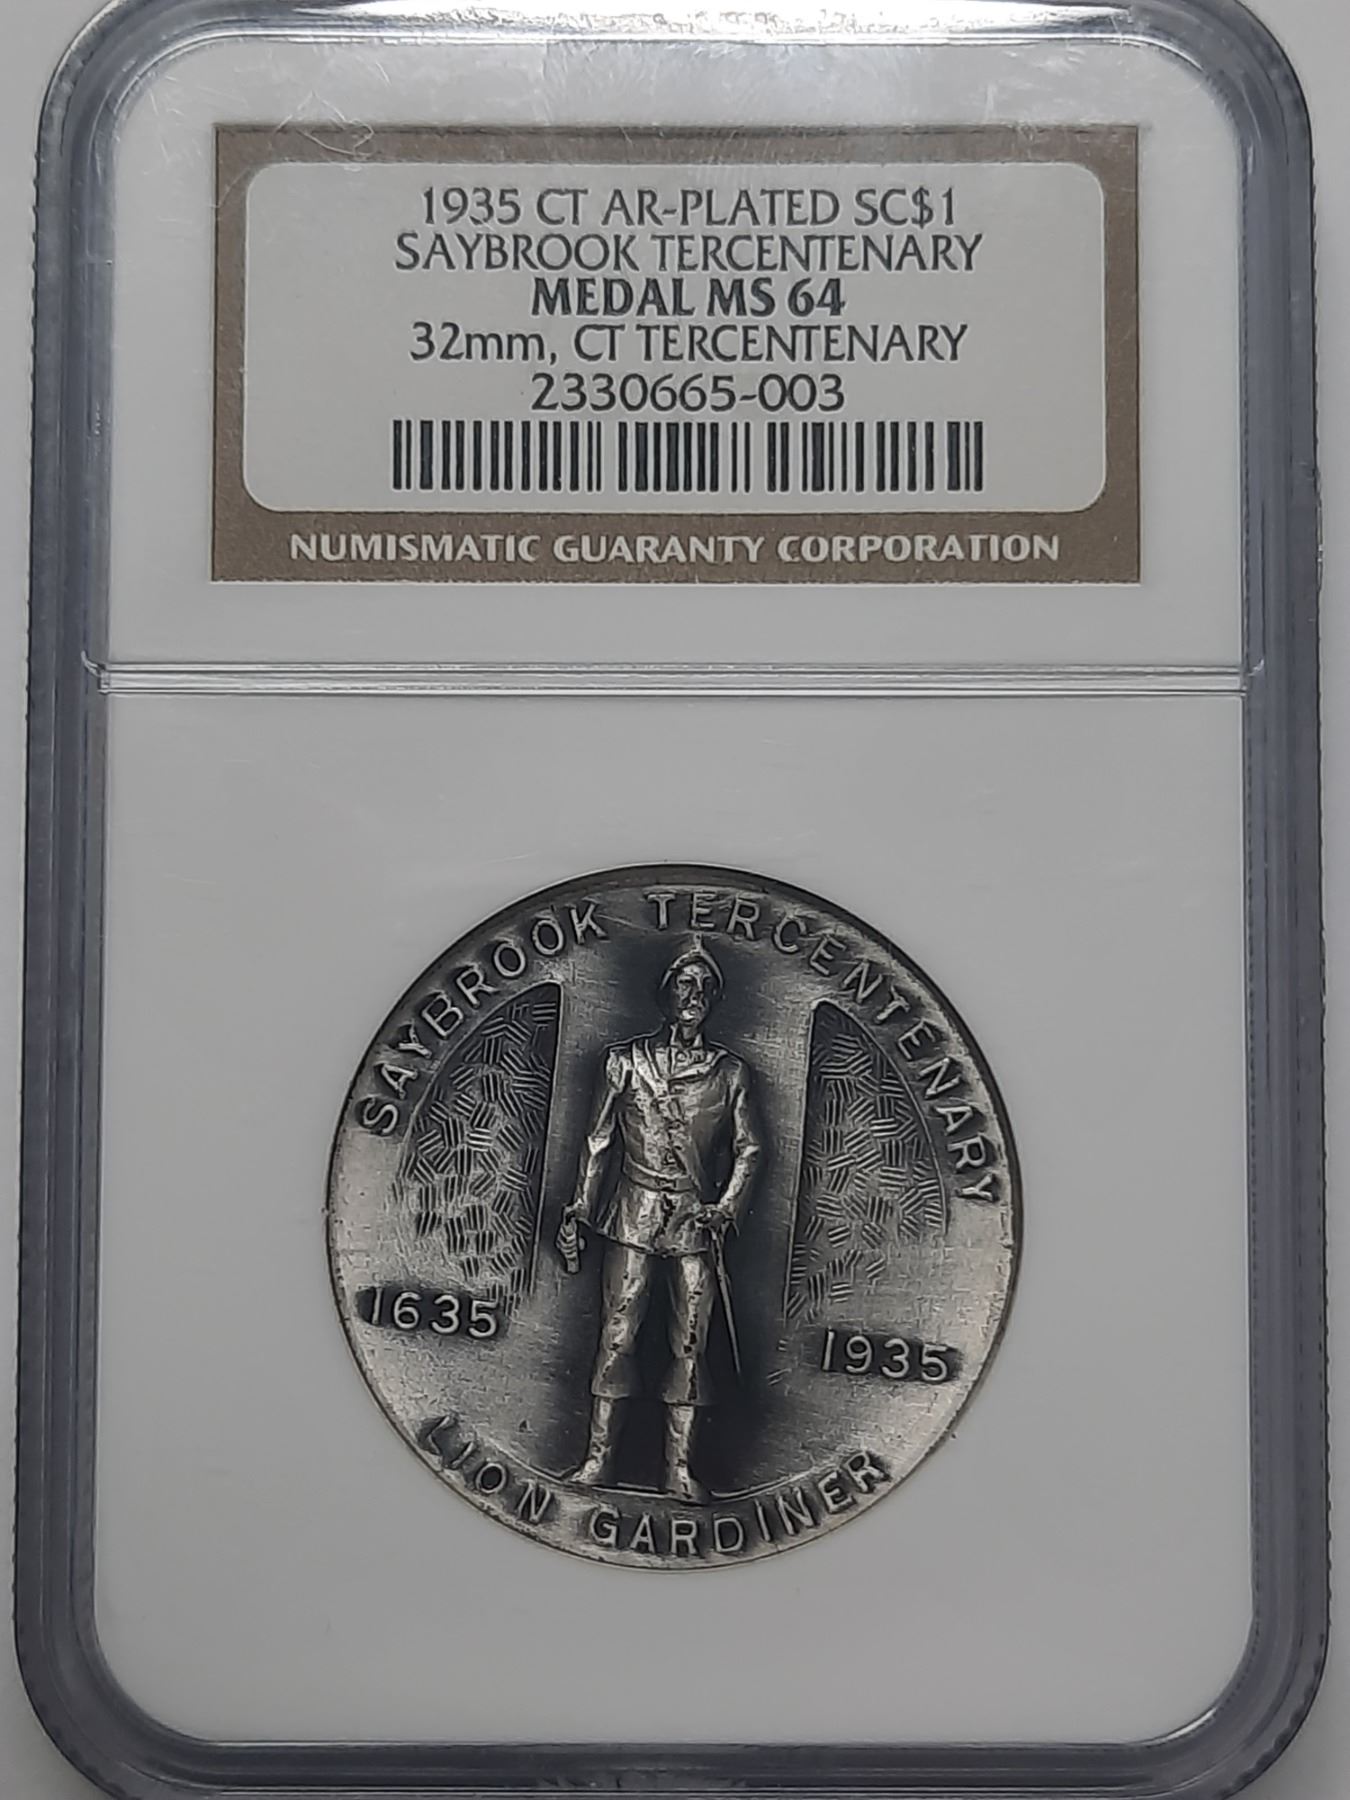 1935 CT AR-PLATED SC$1
SAYBROOK TERCENTENARY
MEDAL MS 64
32mm, CT TERCENTENARY
2330665-003
NUMISMATIC GUARANTY CORPORATION
SAYBROOK TERCENTENARY
1635
1935
LION GARDINER